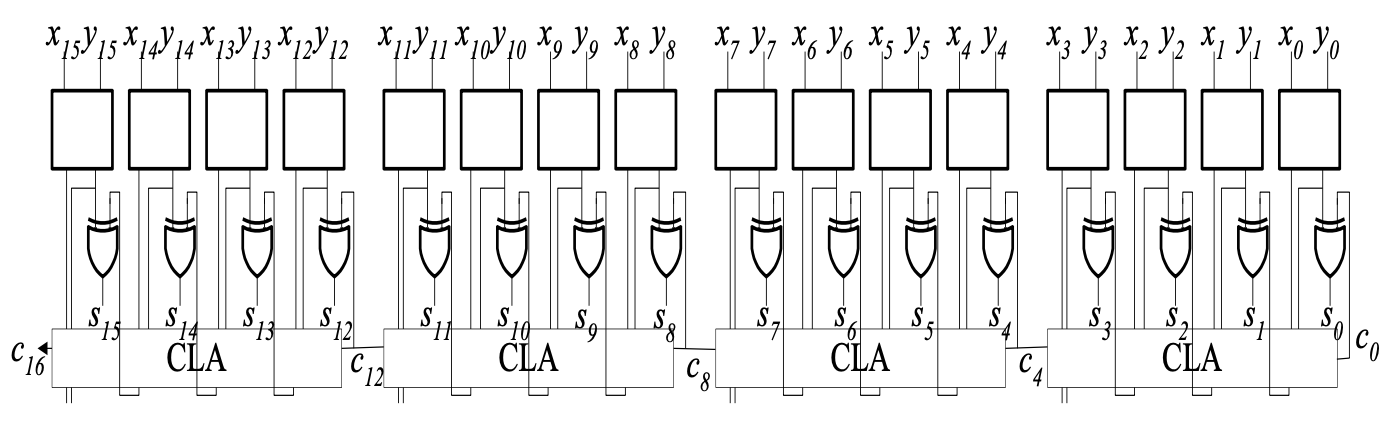 x15 y15 x14 y14 x13 y13 x12 y12 x11 y11 x10 y10 x9 y9 x8 y8 x7 y7 x6 y6 x5 y5 x4 y4 x3 y3 x2 y2 x1 y1 x0 y0
s15 s14 s13 s12 s11 s10 s9 s8 s7 s6 s5 s4 s3 s2 s1 s0
c16 CLA c12 CLA c8 CLA c4 CLA c0